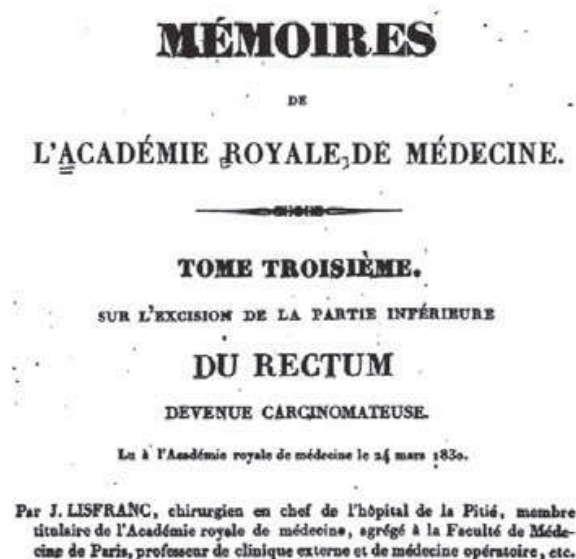 MÉMOIRES
DE
L'ACADÉMIE ROYALE DE MÉDECINE.
TOME TROISIÈME.
SUR L'EXCISION DE LA PARTIE INFÉRIEURE
DU RECTUM
DEVENUE CARCINOMATEUSE.
Lu à l'Académie royale de médecine le 24 mars 1830.
Par J. LISFRANC, chirurgien en chef de l'hôpital de la Pitié, membre
titulaire de l'Académie royale de médecine, agrégé à la Faculté de Méde-
cine de Paris, professeur de clinique externe et de médecine opératoire, etc